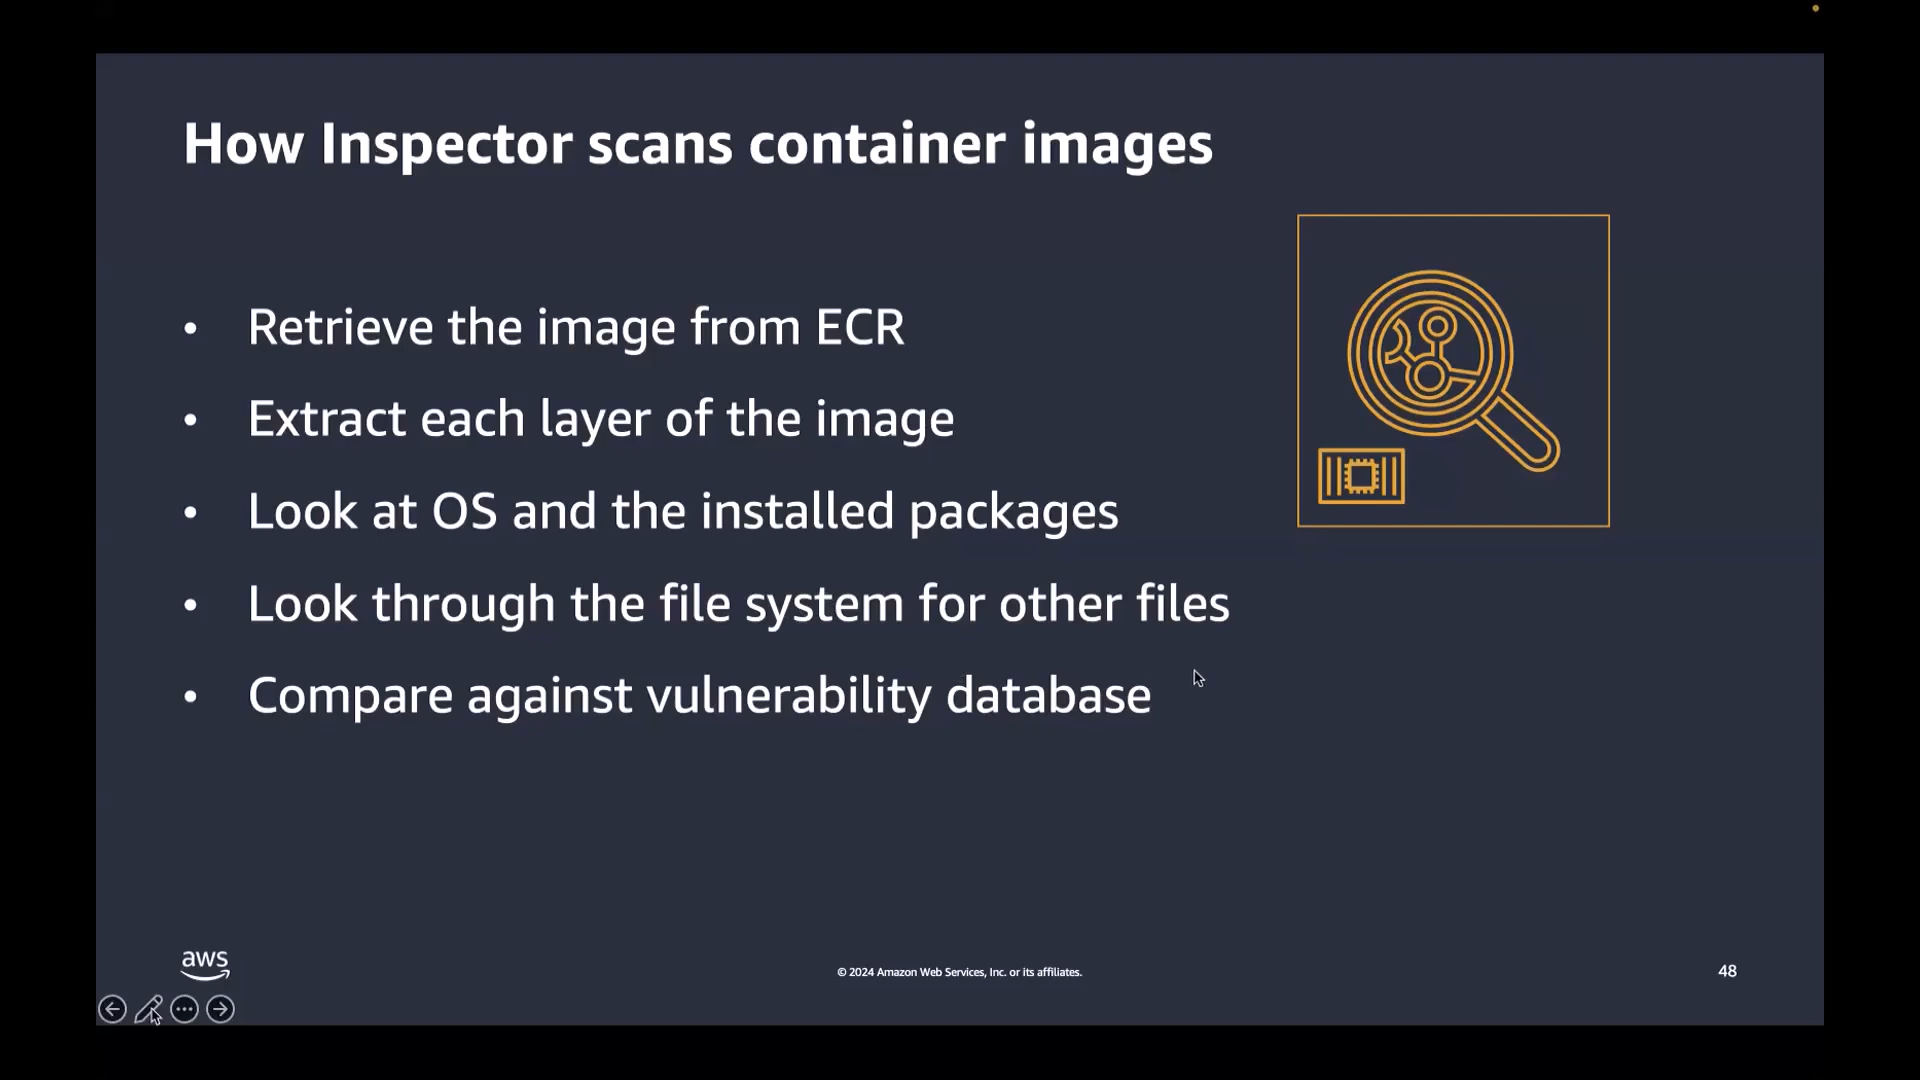 How Inspector scans container images
• Retrieve the image from ECR
• Extract each layer of the image
• Look at OS and the installed packages
• Look through the file system for other files
• Compare against vulnerability database
aws
© 2024 Amazon Web Services, Inc. or its affiliates.
48